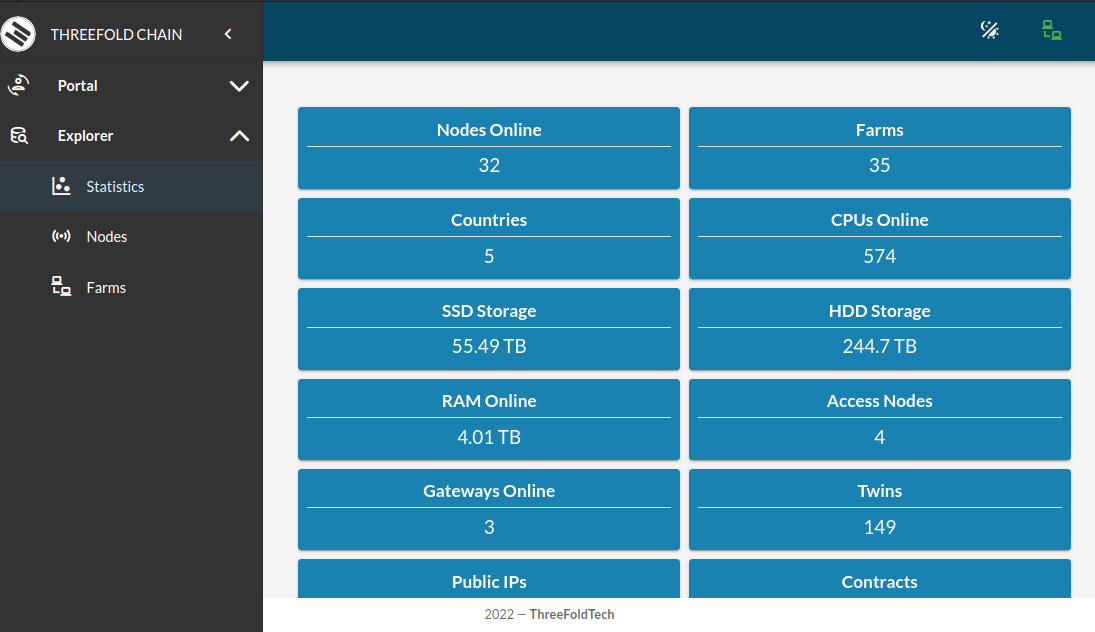 THREEFOLD CHAIN
Portal
Explorer
Statistics
Nodes
Farms
Nodes Online
32
Farms
35
Countries
5
CPUs Online
574
SSD Storage
55.49 TB
HDD Storage
244.7 TB
RAM Online
4.01 TB
Access Nodes
4
Gateways Online
3
Twins
149
Public IPs
Contracts
2022 — ThreeFoldTech